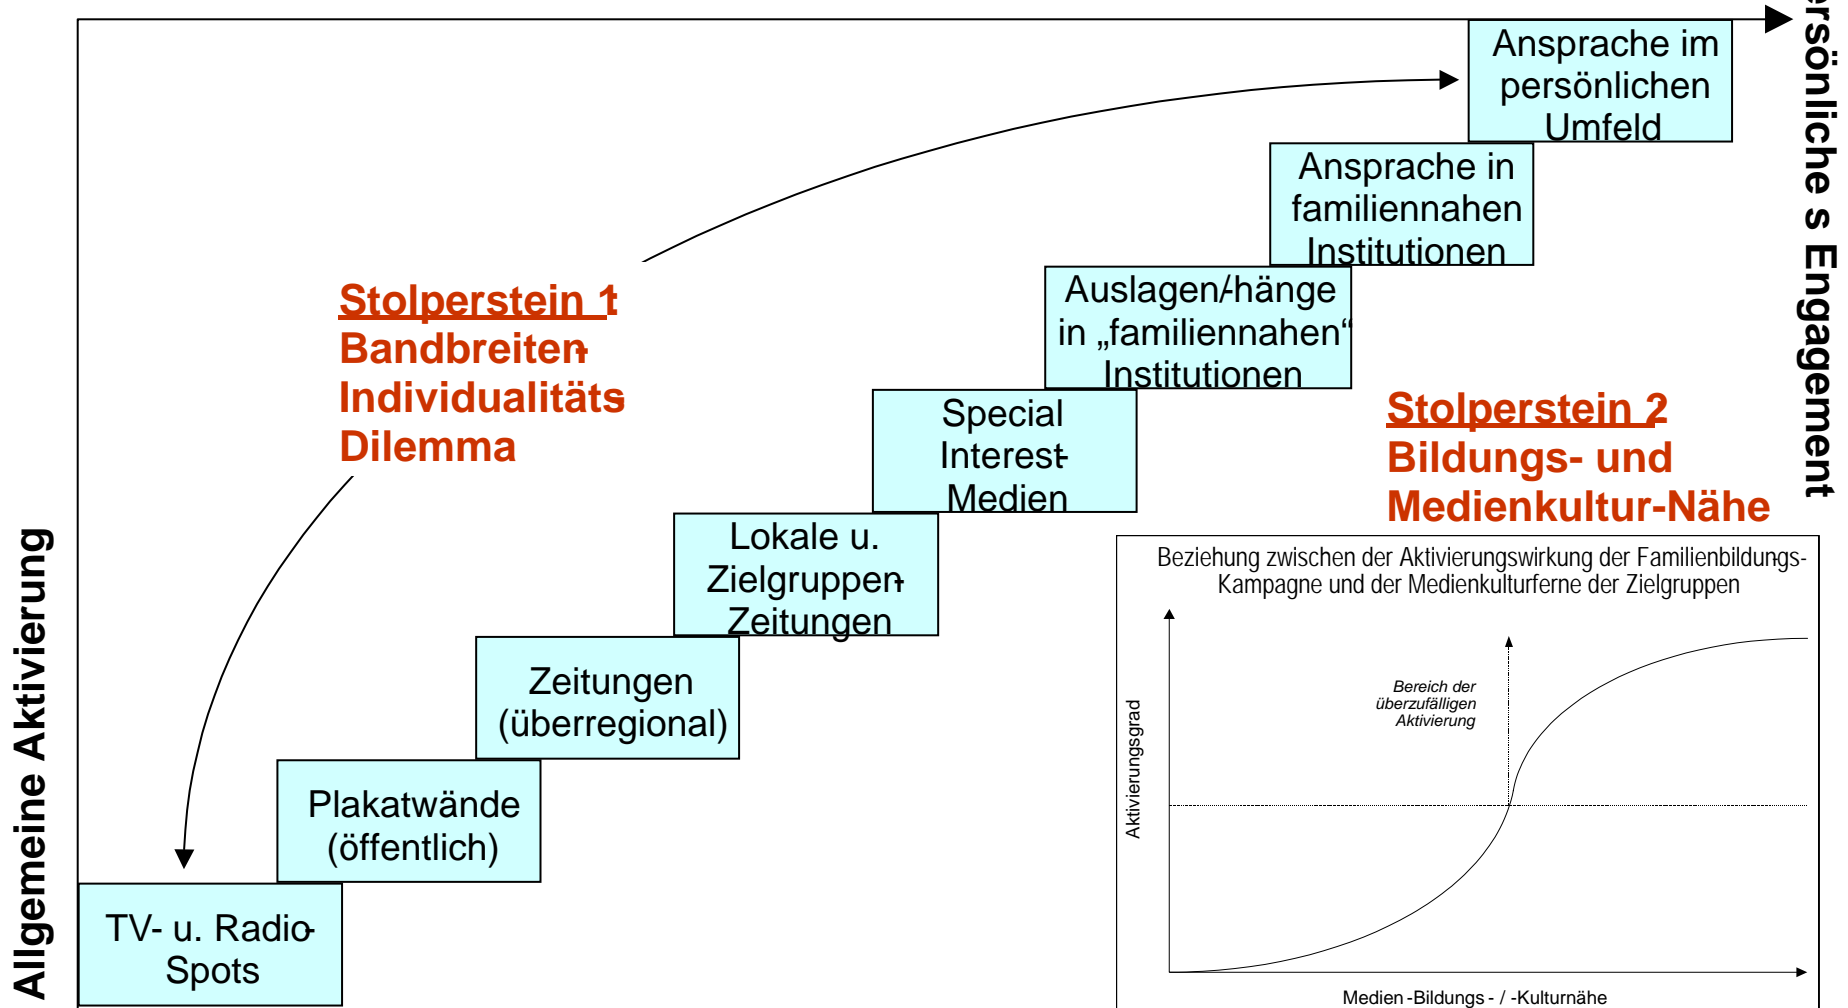 Ansprache im
persönlichen
Umfeld
Ansprache in
familiennahen
Institutionen
Auslagen/-hänge
in „familiennahen“
Institutionen
Special
Interest-
Medien
Lokale u.
Zielgruppen-
Zeitungen
Zeitungen
(überregional)
Plakatwände
(öffentlich)
TV- u. Radio-
Spots
Stolperstein 1:
Bandbreiten-
Individualitäts
Dilemma
Stolperstein 2
Bildungs- und
Medienkultur-Nähe
Allgemeine Aktivierung
ersönliche s Engagement
Beziehung zwischen der Aktivierungswirkung der Familienbildungs-
Kampagne und der Medienkulturferne der Zielgruppen
Bereich der
überzufälligen
Aktivierung
Aktivierungsgrad
Medien -Bildungs - / -Kulturnähe